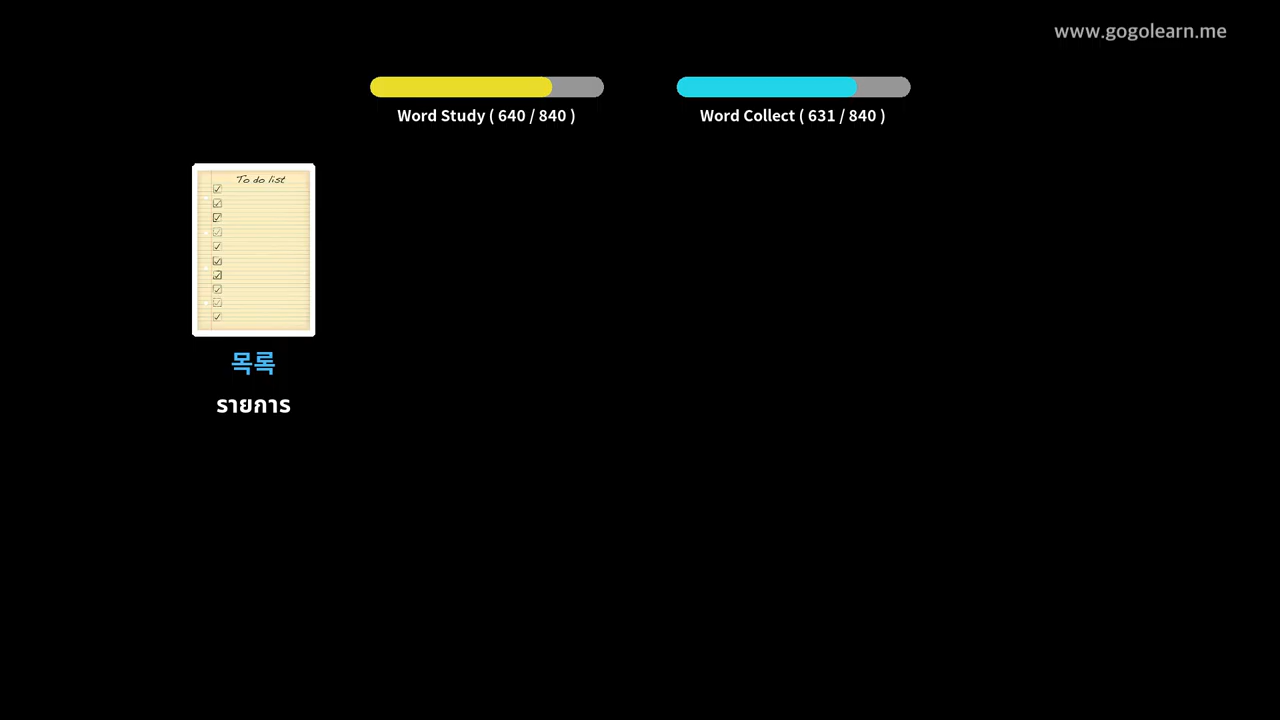 www.gogolearn.me
Word Study ( 640 / 840 )
Word Collect ( 631 / 840 )
To do list
목록
รายการ